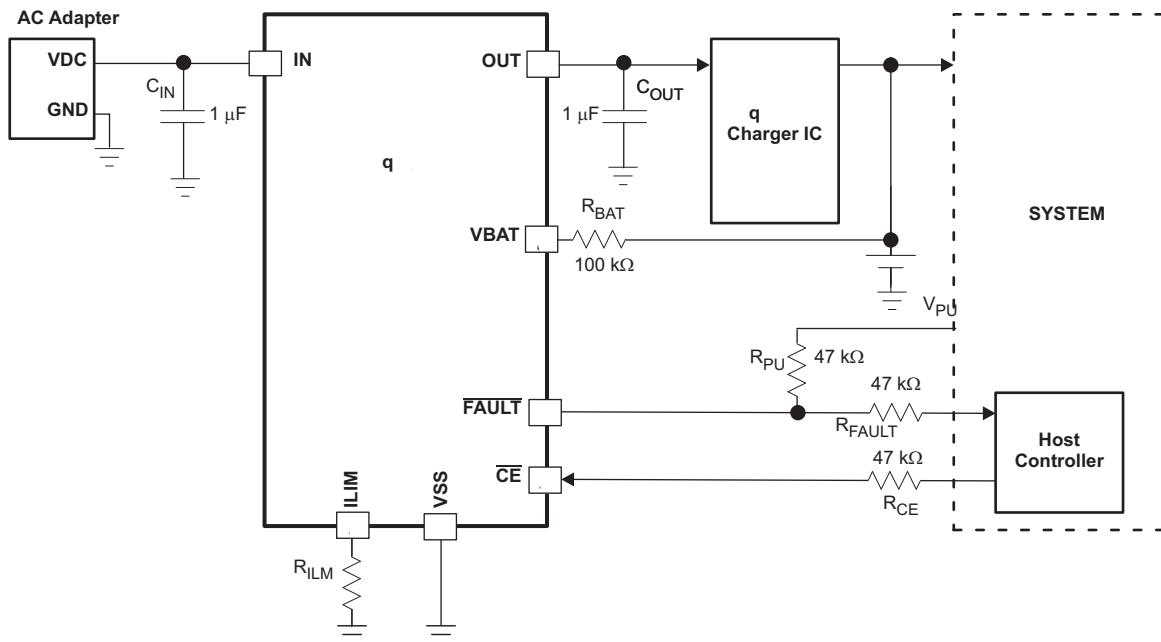 AC Adapter
VDC
GND
C_IN
1 μF
IN
OUT
C_OUT
1 μF
q
q
Charger IC
SYSTEM
VBAT
R_BAT
100 kΩ
V_PU
R_PU
47 kΩ
47 kΩ
FAULT
R_FAULT
Host
Controller
47 kΩ
CE
R_CE
ILIM
VSS
R_ILM